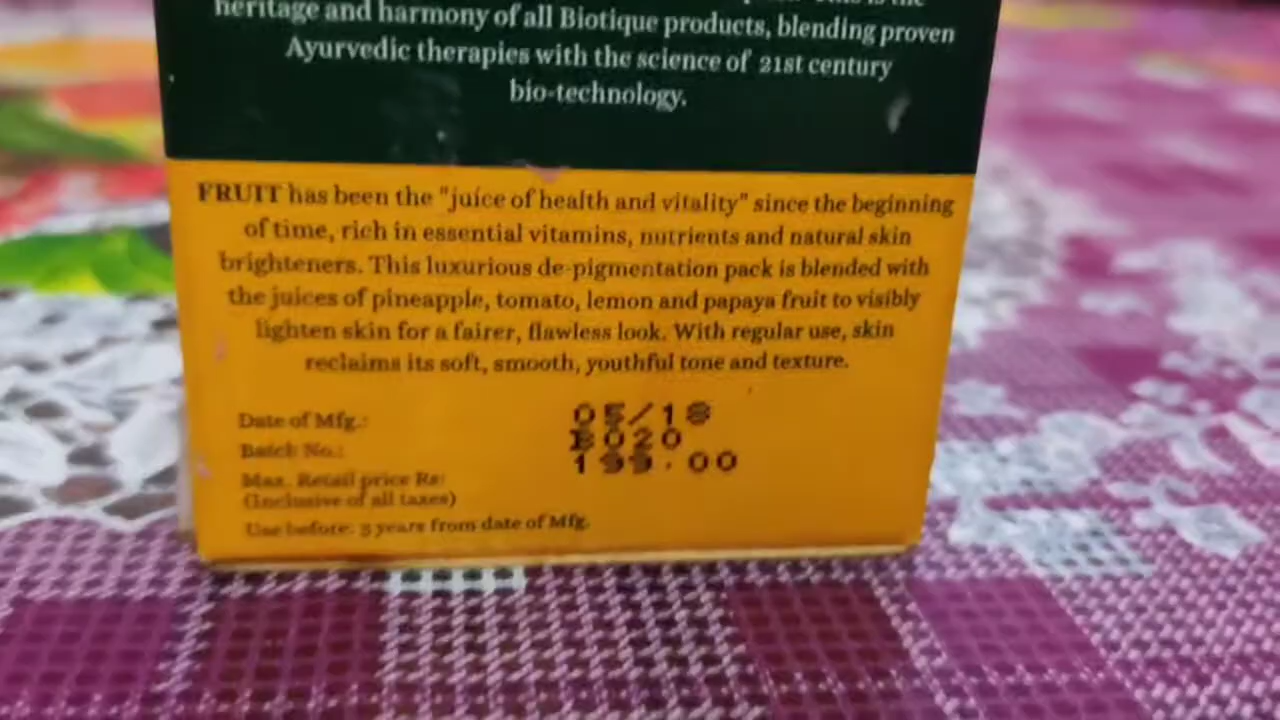 heritage and harmony of all Biotique products, blending proven
Ayurvedic therapies with the science of 21st century
bio-technology.
FRUIT has been the "juice of health and vitality" since the beginning
of time, rich in essential vitamins, nutrients and natural skin
brighteners. This luxurious de-pigmentation pack is blended with
the juices of pineapple, tomato, lemon and papaya fruit to visibly
lighten skin for a fairer, flawless look. With regular use, skin
reclaims its soft, smooth, youthful tone and texture.
Date of Mfg.: 05/18
Batch No.: B020
Max. Retail price Rs: 199.00
(Inclusive of all taxes)
Use before: 3 years from date of Mfg.